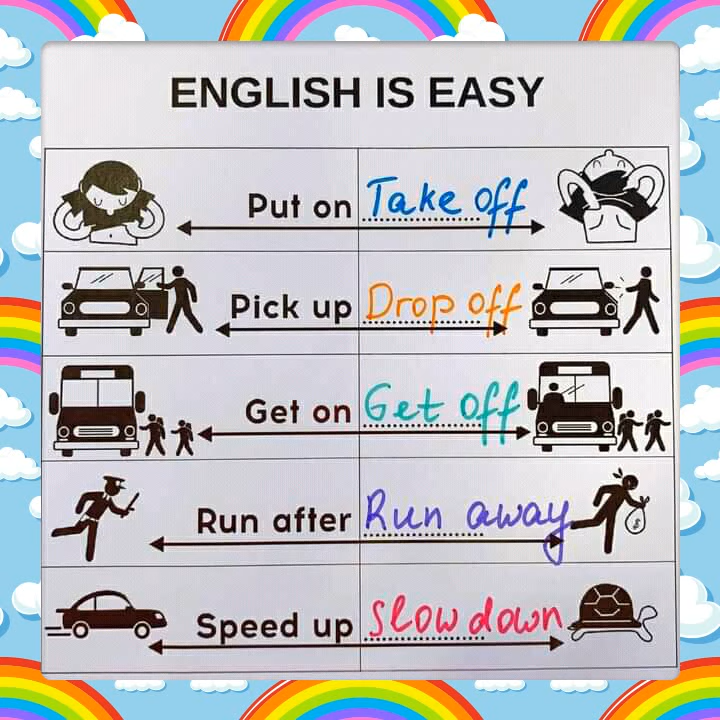 ENGLISH IS EASY
Put on Take off
Pick up Drop off
Get on Get off
Run after Run away
$
Speed up Slow down